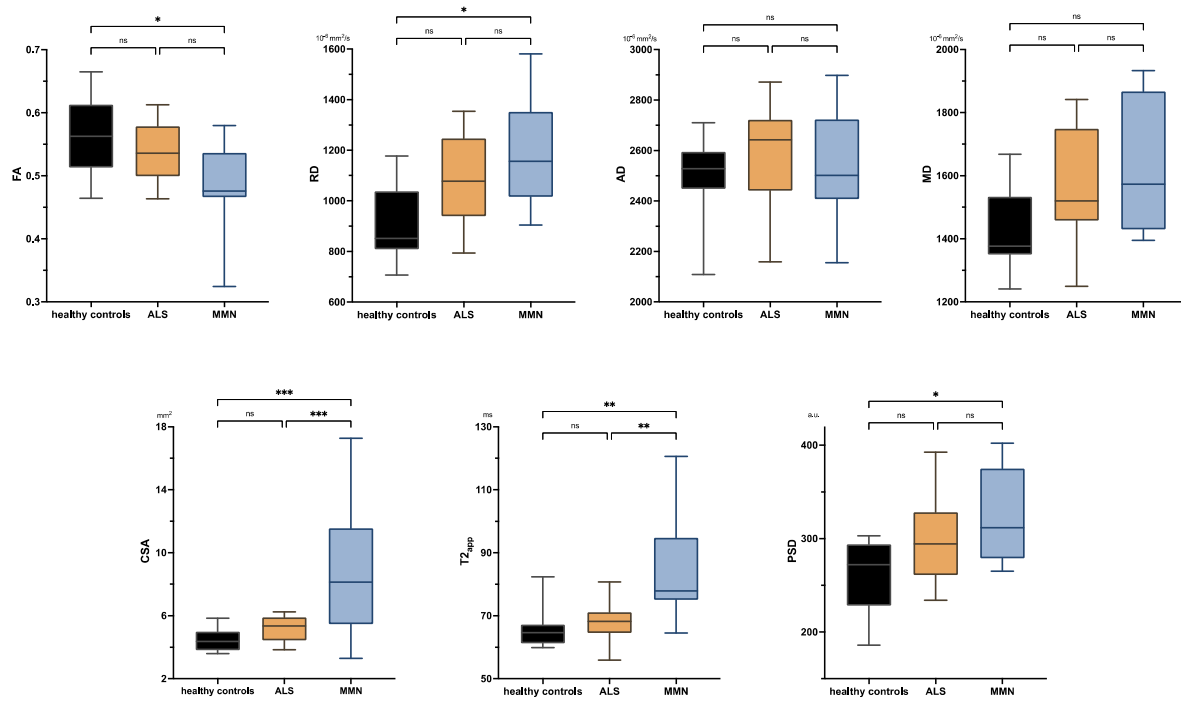 *
ns ns
FA
0.7
0.6
0.5
0.4
0.3
healthy controls ALS MMN
*
ns ns
10⁻⁶ mm²/s
RD
1600
1400
1200
1000
800
600
healthy controls ALS MMN
ns
ns ns
10⁻⁶ mm²/s
AD
3000
2800
2600
2400
2200
2000
healthy controls ALS MMN
ns
ns ns
10⁻⁶ mm²/s
MD
2000
1800
1600
1400
1200
healthy controls ALS MMN
***
ns ***
mm²
CSA
18
14
10
6
2
healthy controls ALS MMN
**
ns **
ms
T2app
130
110
90
70
50
healthy controls ALS MMN
*
ns ns
a.u.
PSD
400
300
200
healthy controls ALS MMN